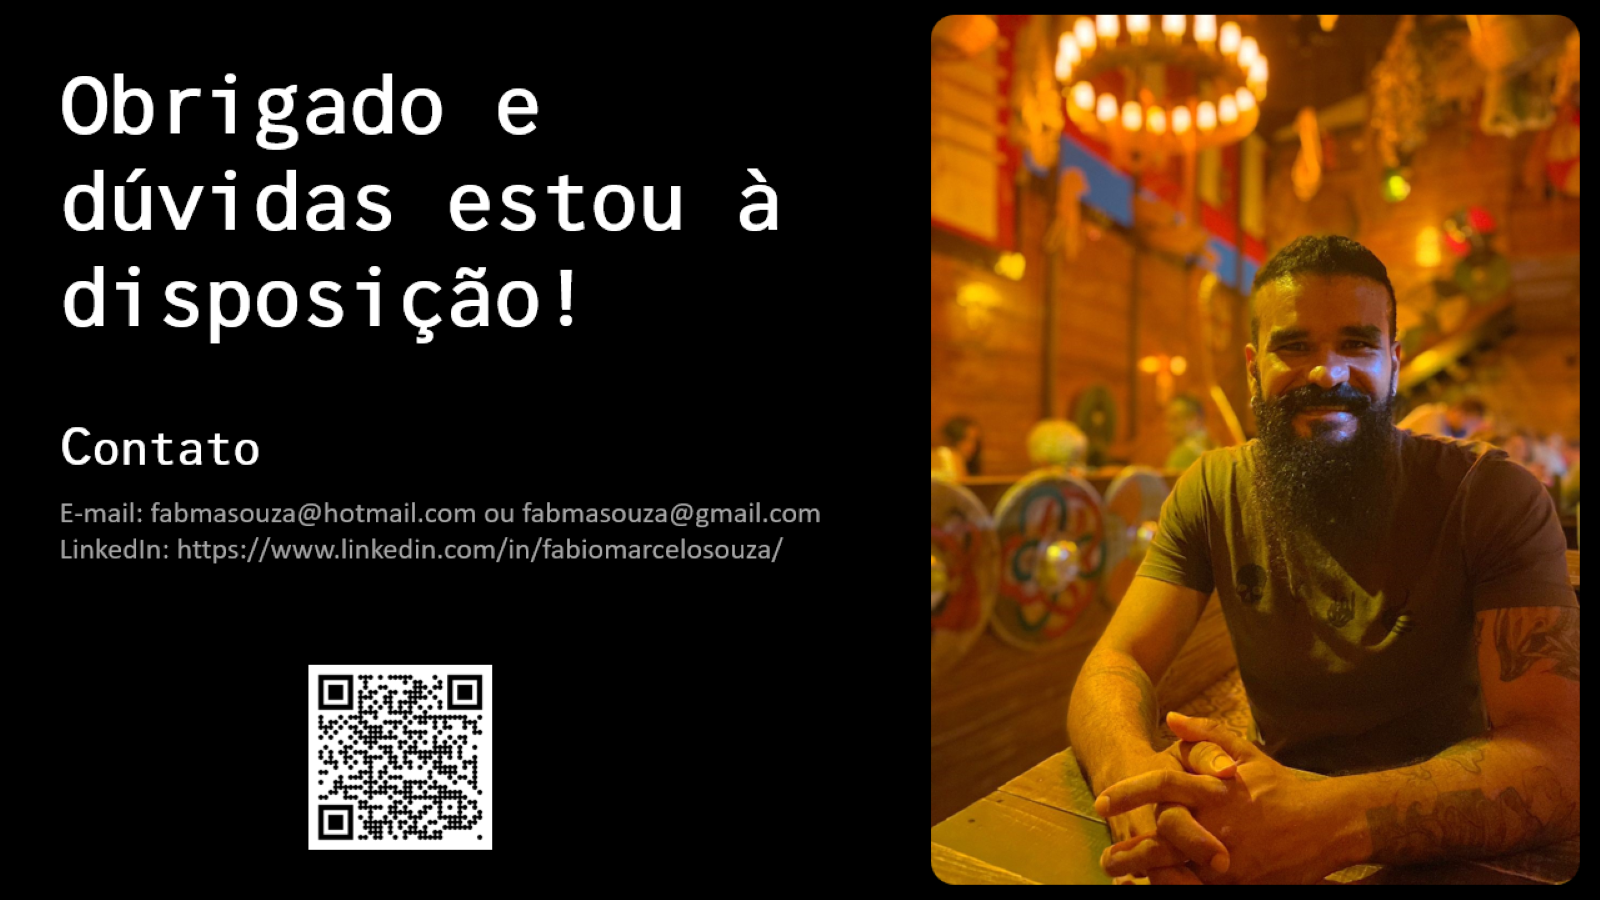 Obrigado e
dúvidas estou à
disposição!
Contato
E-mail: fabmasouza@hotmail.com ou fabmasouza@gmail.com
LinkedIn: https://www.linkedin.com/in/fabiomarcelosouza/